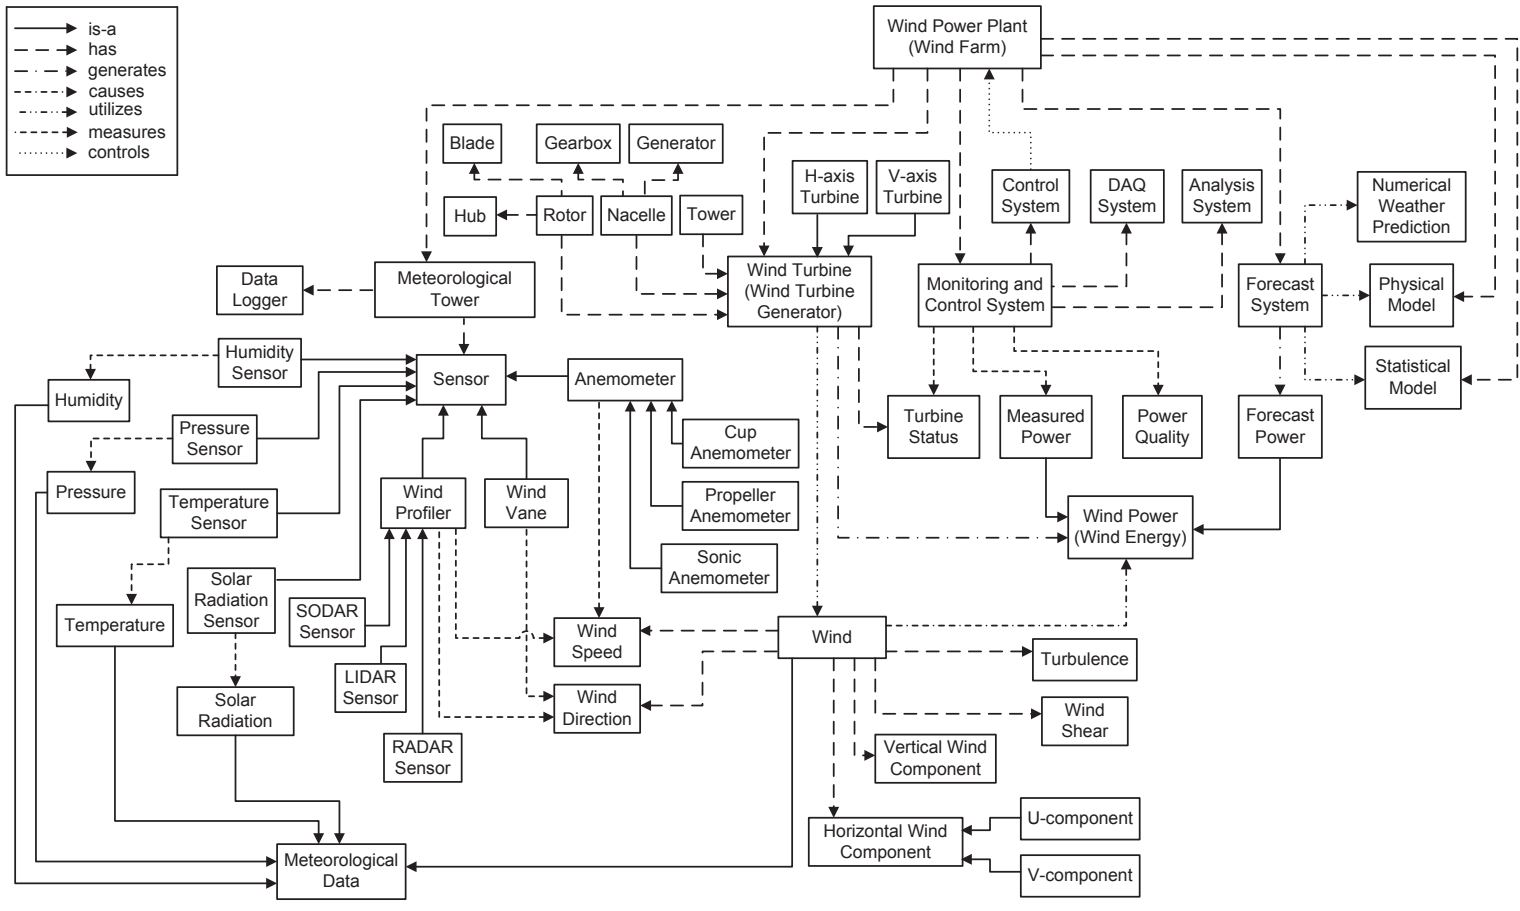 is-a
has
generates
causes
utilizes
measures
controls
Wind Power Plant
(Wind Farm)
Blade
Gearbox
Generator
H-axis
Turbine
V-axis
Turbine
Control
System
DAQ
System
Analysis
System
Numerical
Weather
Prediction
Hub
Rotor
Nacelle
Tower
Data
Logger
Meteorological
Tower
Wind Turbine
(Wind Turbine
Generator)
Monitoring and
Control System
Forecast
System
Physical
Model
Humidity
Sensor
Sensor
Anemometer
Statistical
Model
Humidity
Pressure
Sensor
Cup
Anemometer
Turbine
Status
Measured
Power
Power
Quality
Forecast
Power
Pressure
Temperature
Sensor
Wind
Profiler
Wind
Vane
Propeller
Anemometer
Wind Power
(Wind Energy)
Sonic
Anemometer
Solar
Radiation
Sensor
SODAR
Sensor
Temperature
Wind
Speed
Wind
Turbulence
LIDAR
Sensor
Solar
Radiation
Wind
Direction
Wind
Shear
RADAR
Sensor
Vertical Wind
Component
Horizontal Wind
Component
U-component
V-component
Meteorological
Data